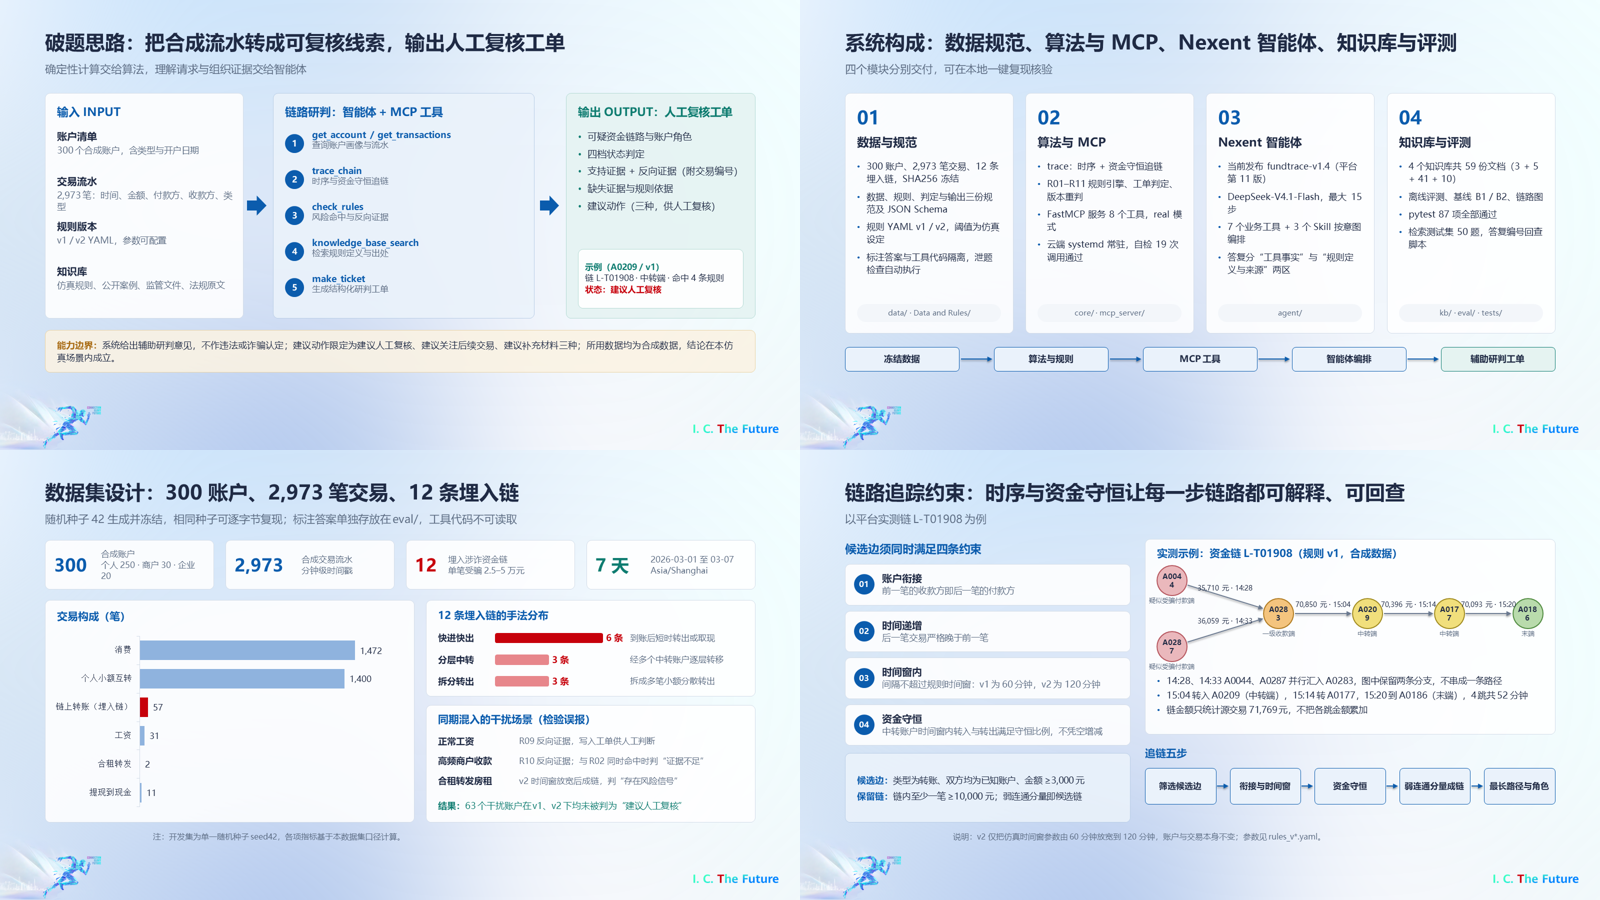 破题思路：把合成流水转成可复核线索，输出人工复核工单
确定性计算交给算法，理解请求与组织证据交给智能体
输入 INPUT
账户清单
300 个合成账户，含类型与开户日期
交易流水
2,973 笔：时间、金额、付款方、收款方、类
型
规则版本
v1 / v2 YAML，参数可配置
知识库
仿真规则、公开案例、监管文件、法规原文
链路研判：智能体 + MCP 工具
1
get_account / get_transactions
查询账户画像与流水
2
trace_chain
时序与资金守恒追链
3
check_rules
风险命中与反向证据
4
knowledge_base_search
检索规则定义与出处
5
make_ticket
生成结构化研判工单
输出 OUTPUT：人工复核工单
• 可疑资金链路与账户角色
• 四档状态判定
• 支持证据 + 反向证据（附交易编号）
• 缺失证据与规则依据
• 建议动作（三种，供人工复核）
示例（A0209 / v1）
链 L-T01908 · 中转端 · 命中 4 条规则
状态：建议人工复核
能力边界：系统给出辅助研判意见，不作违法或诈骗认定；建议动作限定为建议人工复核、建议关注后续交易、建议补充材料三种；所用数据均为合成数据，结论在本仿
真场景内成立。
I. C. The Future
系统构成：数据规范、算法与 MCP、Nexent 智能体、知识库与评测
四个模块分别交付，可在本地一键复现核验
01
数据与规范
• 300 账户、2,973 笔交易、12 条
埋入链，SHA256 冻结
• 数据、规则、判定与输出三份规
范及 JSON Schema
• 规则 YAML v1 / v2，阈值为仿真
设定
• 标注答案与工具代码隔离，泄题
检查自动执行
data/ · Data and Rules/
02
算法与 MCP
• trace：时序 + 资金守恒追链
• R01–R11 规则引擎、工单判定、
版本重判
• FastMCP 服务 8 个工具，real 模
式
• 云端 systemd 常驻，自检 19 次
调用通过
core/ · mcp_server/
03
Nexent 智能体
• 当前发布 fundtrace-v1.4（平台
第 11 版）
• DeepSeek-V4.1-Flash，最大 15
步
• 7 个业务工具 + 3 个 Skill 按意图
编排
• 答复分“工具事实”与“规则定
义与来源”两区
agent/
04
知识库与评测
• 4 个知识库共 59 份文档（3 + 5
+ 41 + 10）
• 离线评测、基线 B1 / B2、链路图
• pytest 87 项全部通过
• 检索测试集 50 题，答复编号回查
脚本
kb/ · eval/ · tests/
冻结数据
算法与规则
MCP 工具
智能体编排
辅助研判工单
I. C. The Future
数据集设计：300 账户、2,973 笔交易、12 条埋入链
随机种子 42 生成并冻结，相同种子可逐字节复现；标注答案单独存放在 eval/，工具代码不可读取
300
合成账户
个人 250 · 商户 30 · 企业
20
2,973
合成交易流水
分钟级时间戳
12
埋入涉诈资金链
单笔受骗 2.5–5 万元
7 天
2026-03-01 至 03-07
Asia/Shanghai
交易构成（笔）
消费
1,472
个人小额互转
1,400
链上转账（埋入链）
57
工资
31
合租转发
2
提现到现金
11
12 条埋入链的手法分布
快进快出
6 条
到账后短时转出或取现
分层中转
3 条
经多个中转账户逐层转移
拆分转出
3 条
拆成多笔小额分散转出
同期混入的干扰场景（检验误报）
正常工资
R09 反向证据，写入工单供人工判断
高频商户收款
R10 反向证据；与 R02 同时命中时判“证据不足”
合租转发房租
v2 时间窗放宽后成链，判“存在风险信号”
结果：63 个干扰账户在 v1、v2 下均未被判为“建议人工复核”
注：开发集为单一随机种子 seed42，各项指标基于本数据集口径计算。
I. C. The Future
链路追踪约束：时序与资金守恒让每一步链路都可解释、可回查
以平台实测链 L-T01908 为例
候选边须同时满足四条约束
01
账户衔接
前一笔的收款方即后一笔的付款方
02
时间递增
后一笔交易严格晚于前一笔
03
时间窗内
间隔不超过规则时间窗：v1 为 60 分钟，v2 为 120 分钟
04
资金守恒
中转账户时间窗内转入与转出满足守恒比例，不凭空增减
候选边：类型为转账、双方均为已知账户、金额 ≥ 3,000 元
保留链：链内至少一笔 ≥ 10,000 元；弱连通分量即候选链
实测示例：资金链 L-T01908（规则 v1，合成数据）
A004
4
疑似受骗付款端
35,710 元 · 14:28
A028
7
疑似受骗付款端
36,059 元 · 14:33
A028
3
一级收款端
70,850 元 · 15:04
A020
9
中转端
70,396 元 · 15:14
A017
7
中转端
70,093 元 · 15:20
A018
6
末端
• 14:28、14:33 A0044、A0287 并行汇入 A0283，图中保留两条分支，不串成一条路径
• 15:04 转入 A0209（中转端），15:14 转 A0177，15:20 到 A0186（末端），4 跳共 52 分钟
• 链金额只统计源交易 71,769 元，不把各跳金额累加
追链五步
筛选候选边
衔接与时间窗
资金守恒
弱连通分量成链
最长路径与角色
说明：v2 仅把仿真时间窗参数由 60 分钟放宽到 120 分钟，账户与交易本身不变；参数见 rules_v*.yaml。
I. C. The Future